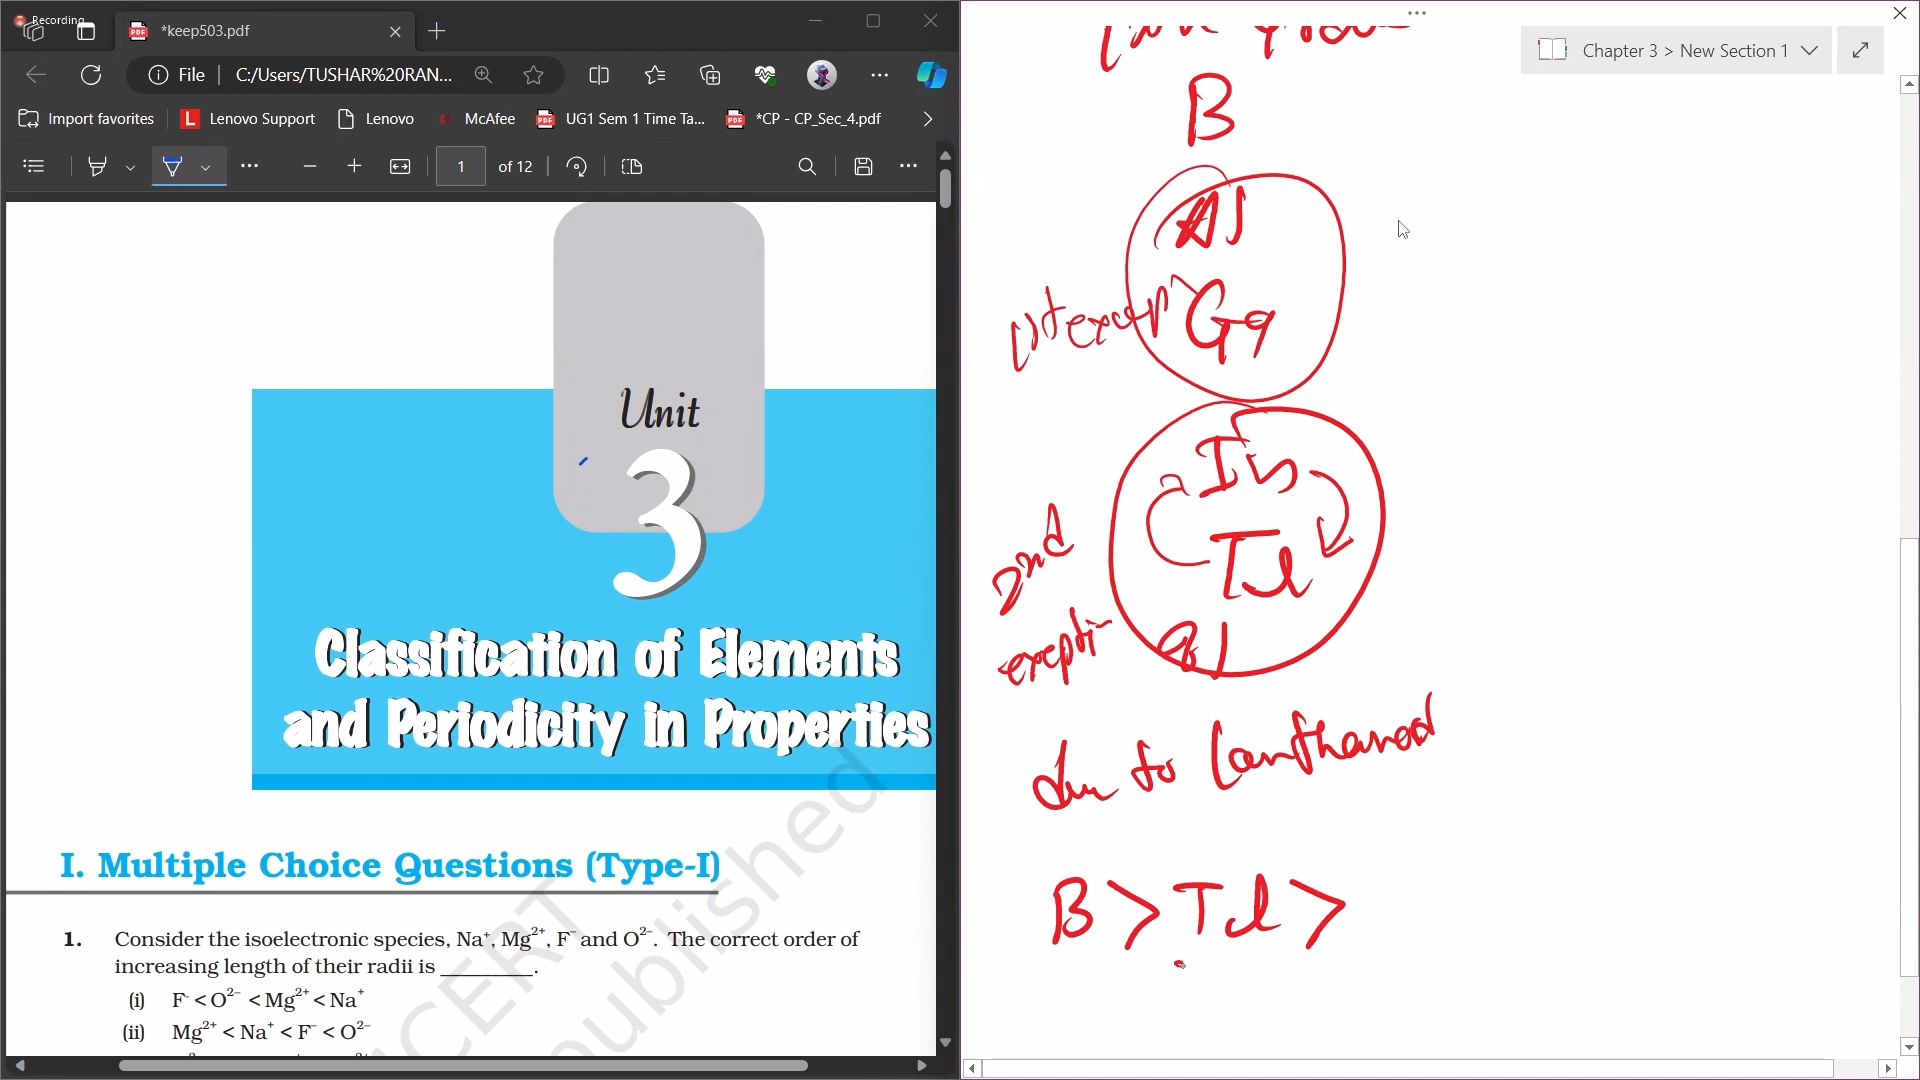 Recording
*keep503.pdf
File
C:/Users/TUSHAR%20RAN...
Import favorites
Lenovo Support
Lenovo
McAfee
UG1 Sem 1 Time Ta...
*CP - CP_Sec_4.pdf
1 of 12
Unit
3
Classification of Elements
and Periodicity in Properties
I. Multiple Choice Questions (Type-I)
1. Consider the isoelectronic species, Na⁺, Mg²⁺, F⁻ and O²⁻. The correct order of
increasing length of their radii is ________.
(i) F⁻ < O²⁻ < Mg²⁺ < Na⁺
(ii) Mg²⁺ < Na⁺ < F⁻ < O²⁻
NCERT
published
Chapter 3 > New Section 1
B
Al
Ga
In
Tl
2nd
due to
B > Tl >